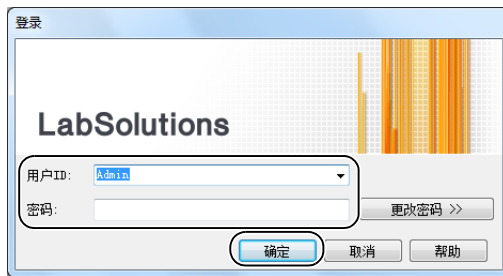 登录
LabSolutions
用户ID: Admin
密码:
更改密码 >>
确定 取消 帮助